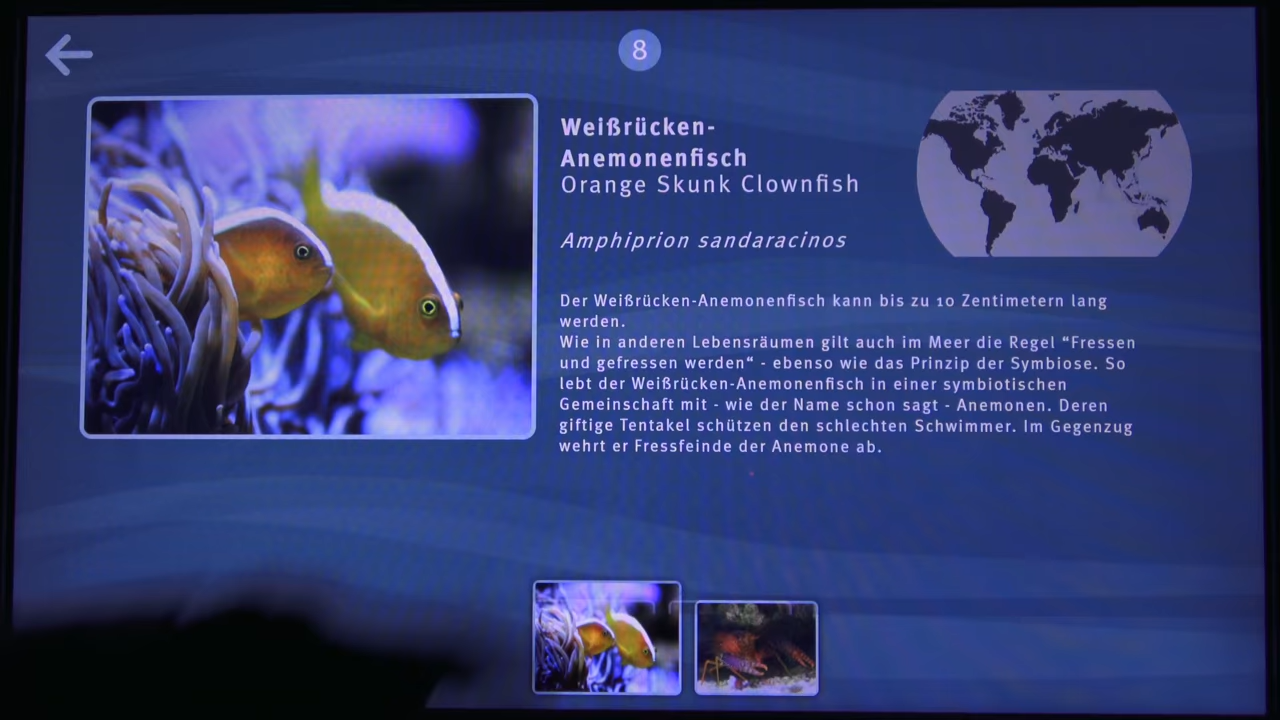 8
Weißrücken-
Anemonenfisch
Orange Skunk Clownfish
Amphiprion sandaracinos
Der Weißrücken-Anemonenfisch kann bis zu 10 Zentimetern lang
werden.
Wie in anderen Lebensräumen gilt auch im Meer die Regel "Fressen
und gefressen werden“ - ebenso wie das Prinzip der Symbiose. So
lebt der Weißrücken-Anemonenfisch in einer symbiotischen
Gemeinschaft mit - wie der Name schon sagt - Anemonen. Deren
giftige Tentakel schützen den schlechten Schwimmer. Im Gegenzug
wehrt er Fressfeinde der Anemone ab.